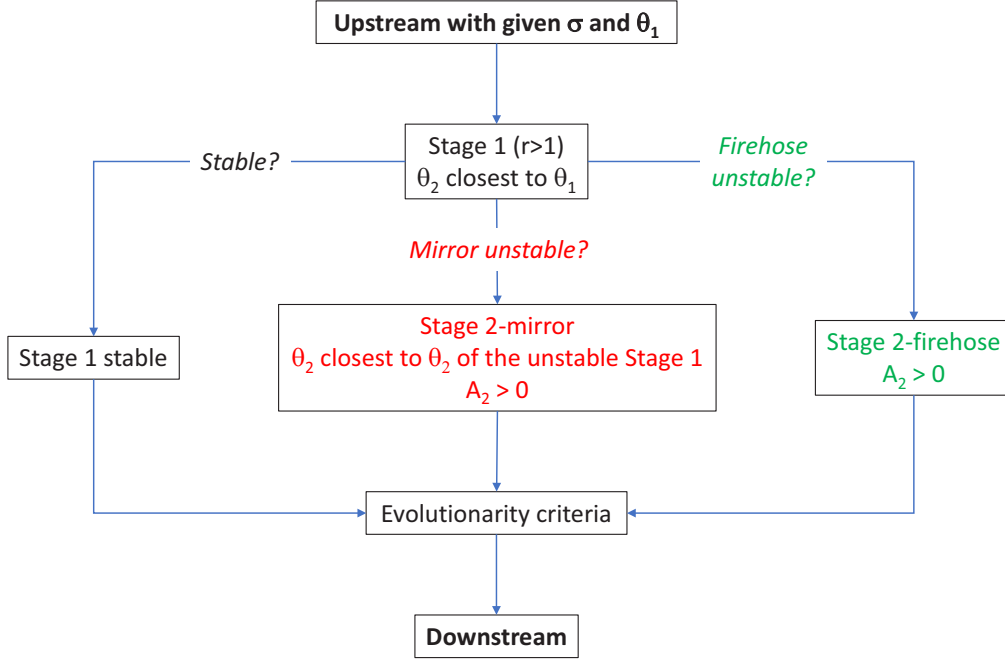 Upstream with given σ and θ₁
Stage 1 (r>1)
θ₂ closest to θ₁
Stable?
Firehose
unstable?
Mirror unstable?
Stage 1 stable
Stage 2-mirror
θ₂ closest to θ₂ of the unstable Stage 1
A₂ > 0
Stage 2-firehose
A₂ > 0
Evolutionarity criteria
Downstream